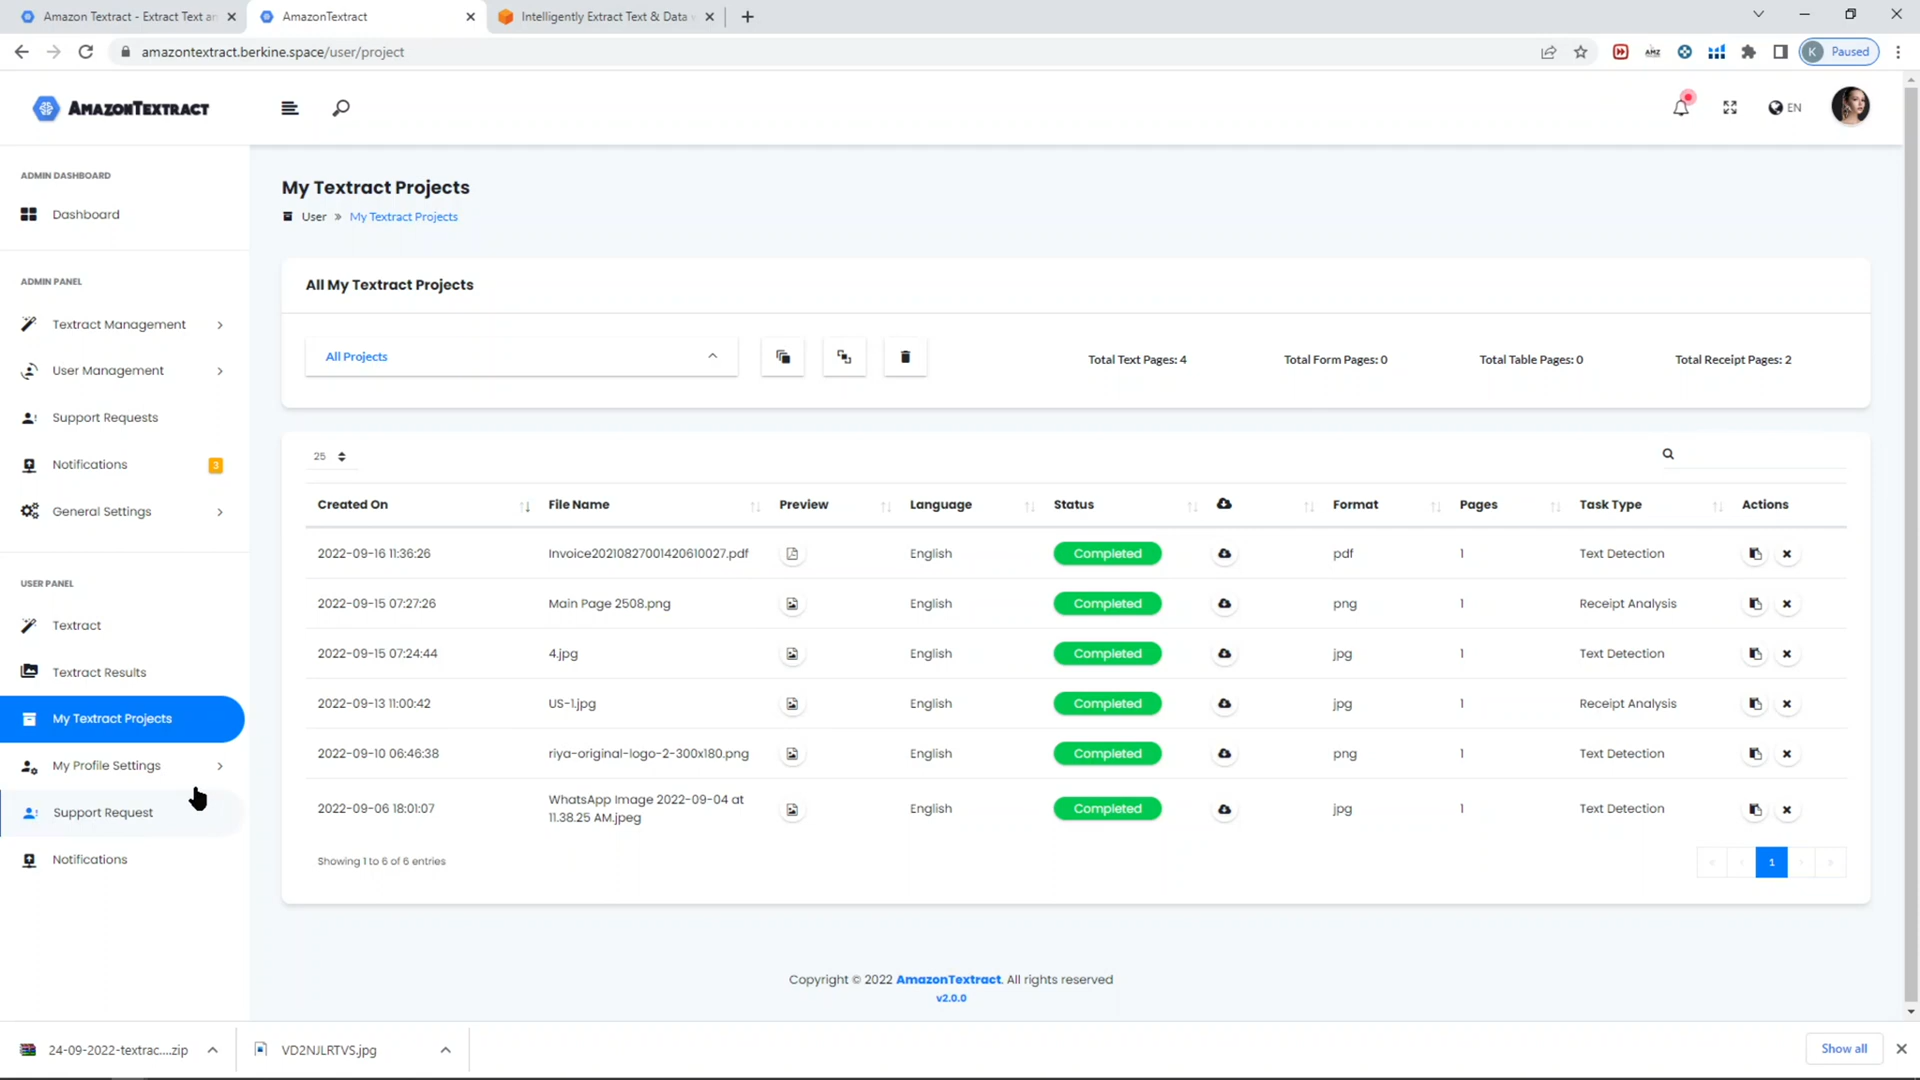 Amazon Textract - Extract Text an
AmazonTextract
Intelligently Extract Text & Data
amazontextract.berkine.space/user/project
K Paused
AMAZONTEXTRACT
EN
ADMIN DASHBOARD
Dashboard
ADMIN PANEL
Textract Management
User Management
Support Requests
Notifications 3
General Settings
USER PANEL
Textract
Textract Results
My Textract Projects
My Profile Settings
Support Request
Notifications
My Textract Projects
User » My Textract Projects
All My Textract Projects
All Projects
Total Text Pages: 4 Total Form Pages: 0 Total Table Pages: 0 Total Receipt Pages: 2
25
Created On File Name Preview Language Status Format Pages Task Type Actions
2022-09-16 11:36:26 Invoice20210827001420610027.pdf English Completed pdf 1 Text Detection
2022-09-15 07:27:26 Main Page 2508.png English Completed png 1 Receipt Analysis
2022-09-15 07:24:44 4.jpg English Completed jpg 1 Text Detection
2022-09-13 11:00:42 US-1.jpg English Completed jpg 1 Receipt Analysis
2022-09-10 06:46:38 riya-original-logo-2-300x180.png English Completed png 1 Text Detection
2022-09-06 18:01:07 WhatsApp Image 2022-09-04 at English Completed jpg 1 Text Detection
11.38.25 AM.jpeg
Showing 1 to 6 of 6 entries
« ‹ 1 › »
Copyright © 2022 AmazonTextract. All rights reserved
v2.0.0
24-09-2022-textrac....zip
VD2NJLRTVS.jpg
Show all